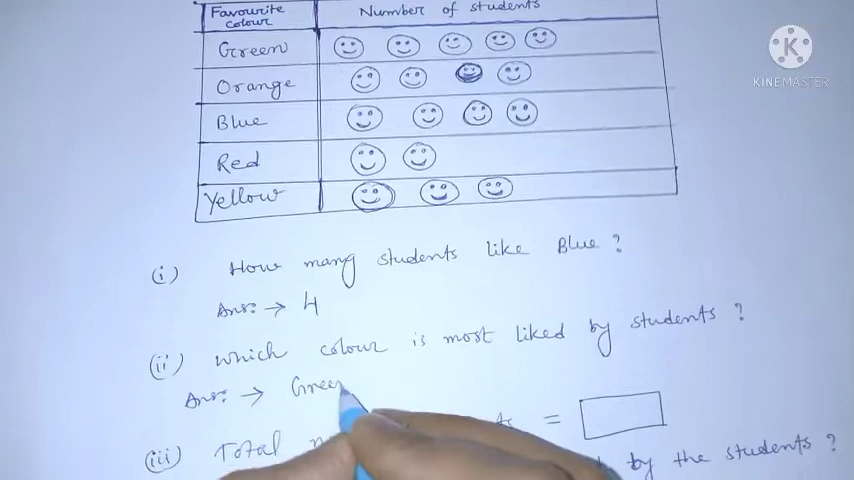 Favourite colour
Number of students
Green
Orange
Blue
Red
Yellow
(i) How many students like Blue ?
Ans: → 4
(ii) Which colour is most liked by students ?
Ans: → Green
(iii) Total
=
by the students ?
K
KINEMASTER